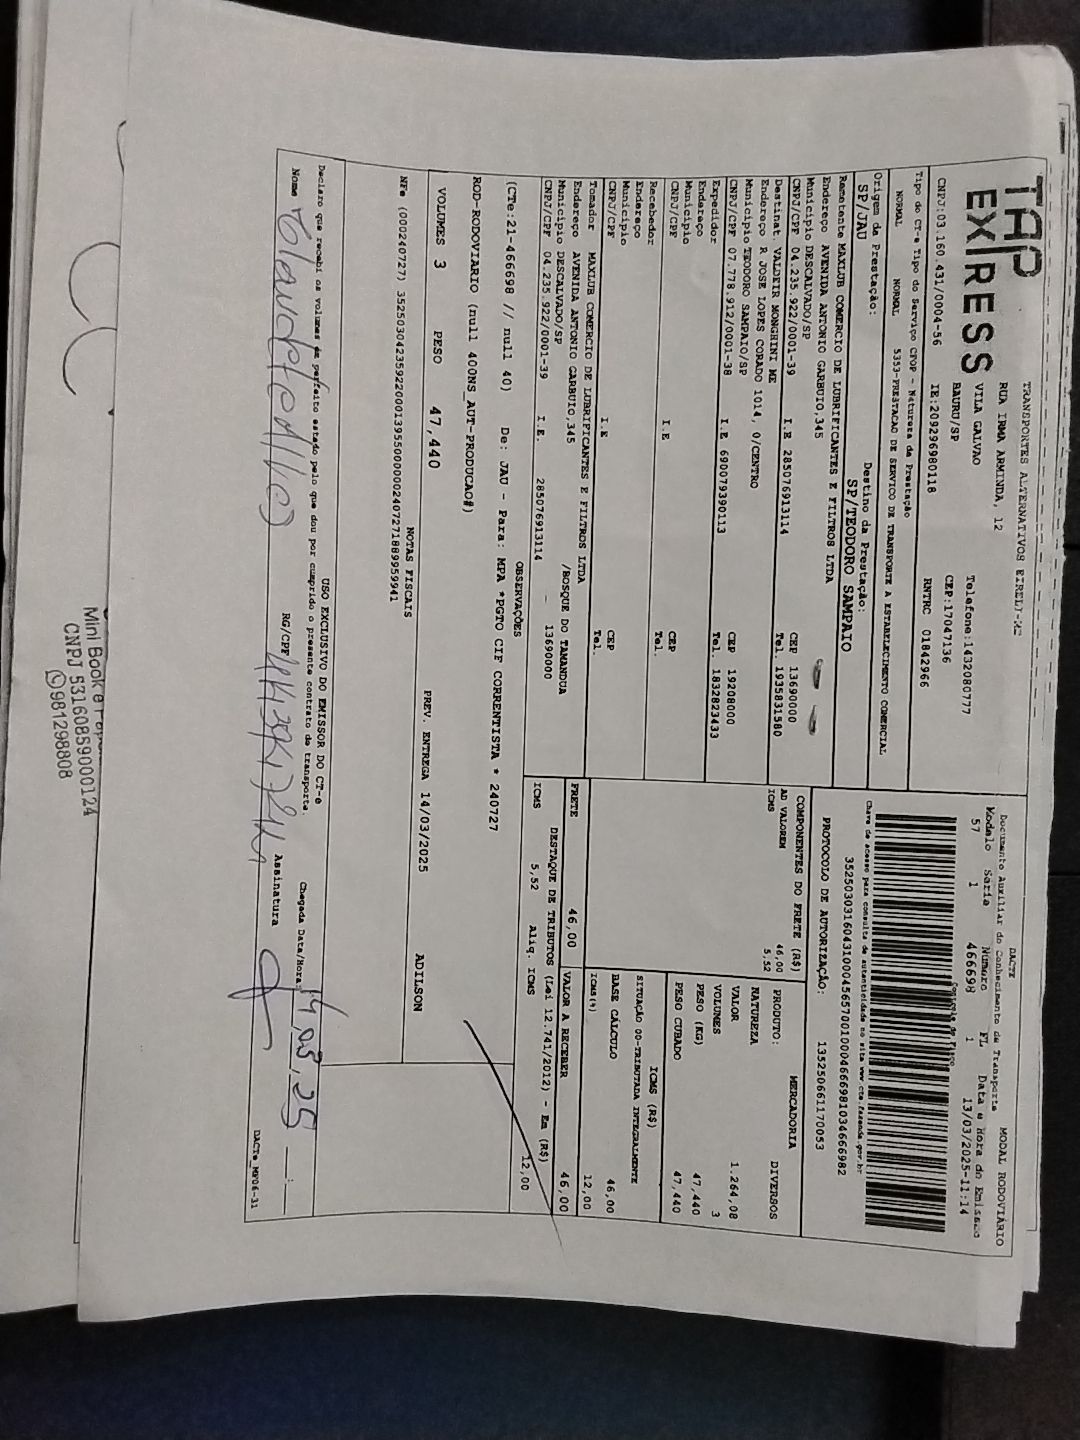 TAP
EXPRESS
TRANSPORTES ALTERNATIVOS EIRELI-ME
RUA IRMA ARMINDA, 12
VILA GALVAO
BAURU/SP
Telefone:1432080777
CEP:17047136
CNPJ:03.160.431/0004-56 IE:209296980118 RNTRC 01842966
DACTE
Documento Auxiliar do Conhecimento de Transporte MODAL RODOVIÁRIO
Modelo Série Número FL Data e Hora de Emissão
57 1 466698 1 13/03/2025-11:14
Controle do Fisco
Chave de acesso para consulta de autenticidade no site www.cte.fazenda.gov.br
35250303160431000456570010004666981034666982
PROTOCOLO DE AUTORIZAÇÃO: 135250661170053
Tipo do CT-e Tipo do Serviço CFOP - Natureza da Prestação
NORMAL NORMAL 5353-PRESTACAO DE SERVICO DE TRANSPORTE A ESTABELECIMENTO COMERCIAL
Origem da Prestação: Destino da Prestação:
SP/JAU SP/TEODORO SAMPAIO
Remetente MAXLUB COMERCIO DE LUBRIFICANTES E FILTROS LTDA
Endereço AVENIDA ANTONIO GARBUIO,345
Município DESCALVADO/SP CEP 13690000
CNPJ/CPF 04.235.922/0001-39 I.E 285076913114 Tel. 1935831580
Destinat VALDEIR MONGHINI ME
Endereço R JOSE LOPES CORADO 1014, 0/CENTRO
Município TEODORO SAMPAIO/SP CEP 19208000
CNPJ/CPF 07.778.912/0001-38 I.E 690079390113 Tel. 1832823433
Expedidor
Endereço
Município CEP
CNPJ/CPF I.E Tel.
Recebedor
Endereço
Município CEP
CNPJ/CPF I.E Tel.
Tomador MAXLUB COMERCIO DE LUBRIFICANTES E FILTROS LTDA
Endereço AVENIDA ANTONIO GARBUIO,345 /BOSQUE DO TAMANDUA
Município DESCALVADO/SP 13690000
CNPJ/CPF 04.235.922/0001-39 I.E. 285076913114
COMPONENTES DO FRETE (R$)
AD VALOREM 46,00
ICMS 5,52
MERCADORIA
PRODUTO: DIVERSOS
NATUREZA
VALOR 1.264,08
VOLUMES 3
PESO (KG) 47,440
PESO CUBADO 47,440
ICMS (R$)
SITUAÇÃO 00-TRIBUTADA INTEGRALMENTE
BASE CÁLCULO 46,00
ICMS(%) 12,00
FRETE 46,00 VALOR A RECEBER 46,00
DESTAQUE DE TRIBUTOS (Lei 12.741/2012) - Em (R$)
ICMS 5,52 Aliq. ICMS 12,00
OBSERVAÇÕES
(CTe:21-466698 // null 40) De: JAU - Para: MPA *PGTO CIF CORRENTISTA * 240727
ROD-RODOVIARIO (null 400NS_AUT-PRODUCAO#)
VOLUMES 3 PESO 47,440 PREV. ENTREGA 14/03/2025 ADILSON
NOTAS FISCAIS
NFe (000240727) 35250304235922000139550000002407271889959941
USO EXCLUSIVO DO EMISSOR DO CT-e
Declaro que recebi os volumes em perfeito estado pelo que dou por cumprido o presente contrato de transporte.
Chegada Data/Hora: 14,03,25
Nome RG/CPF Assinatura
DACTe_MP06-31
Mini Book e
CNPJ 53160859000124
981298808